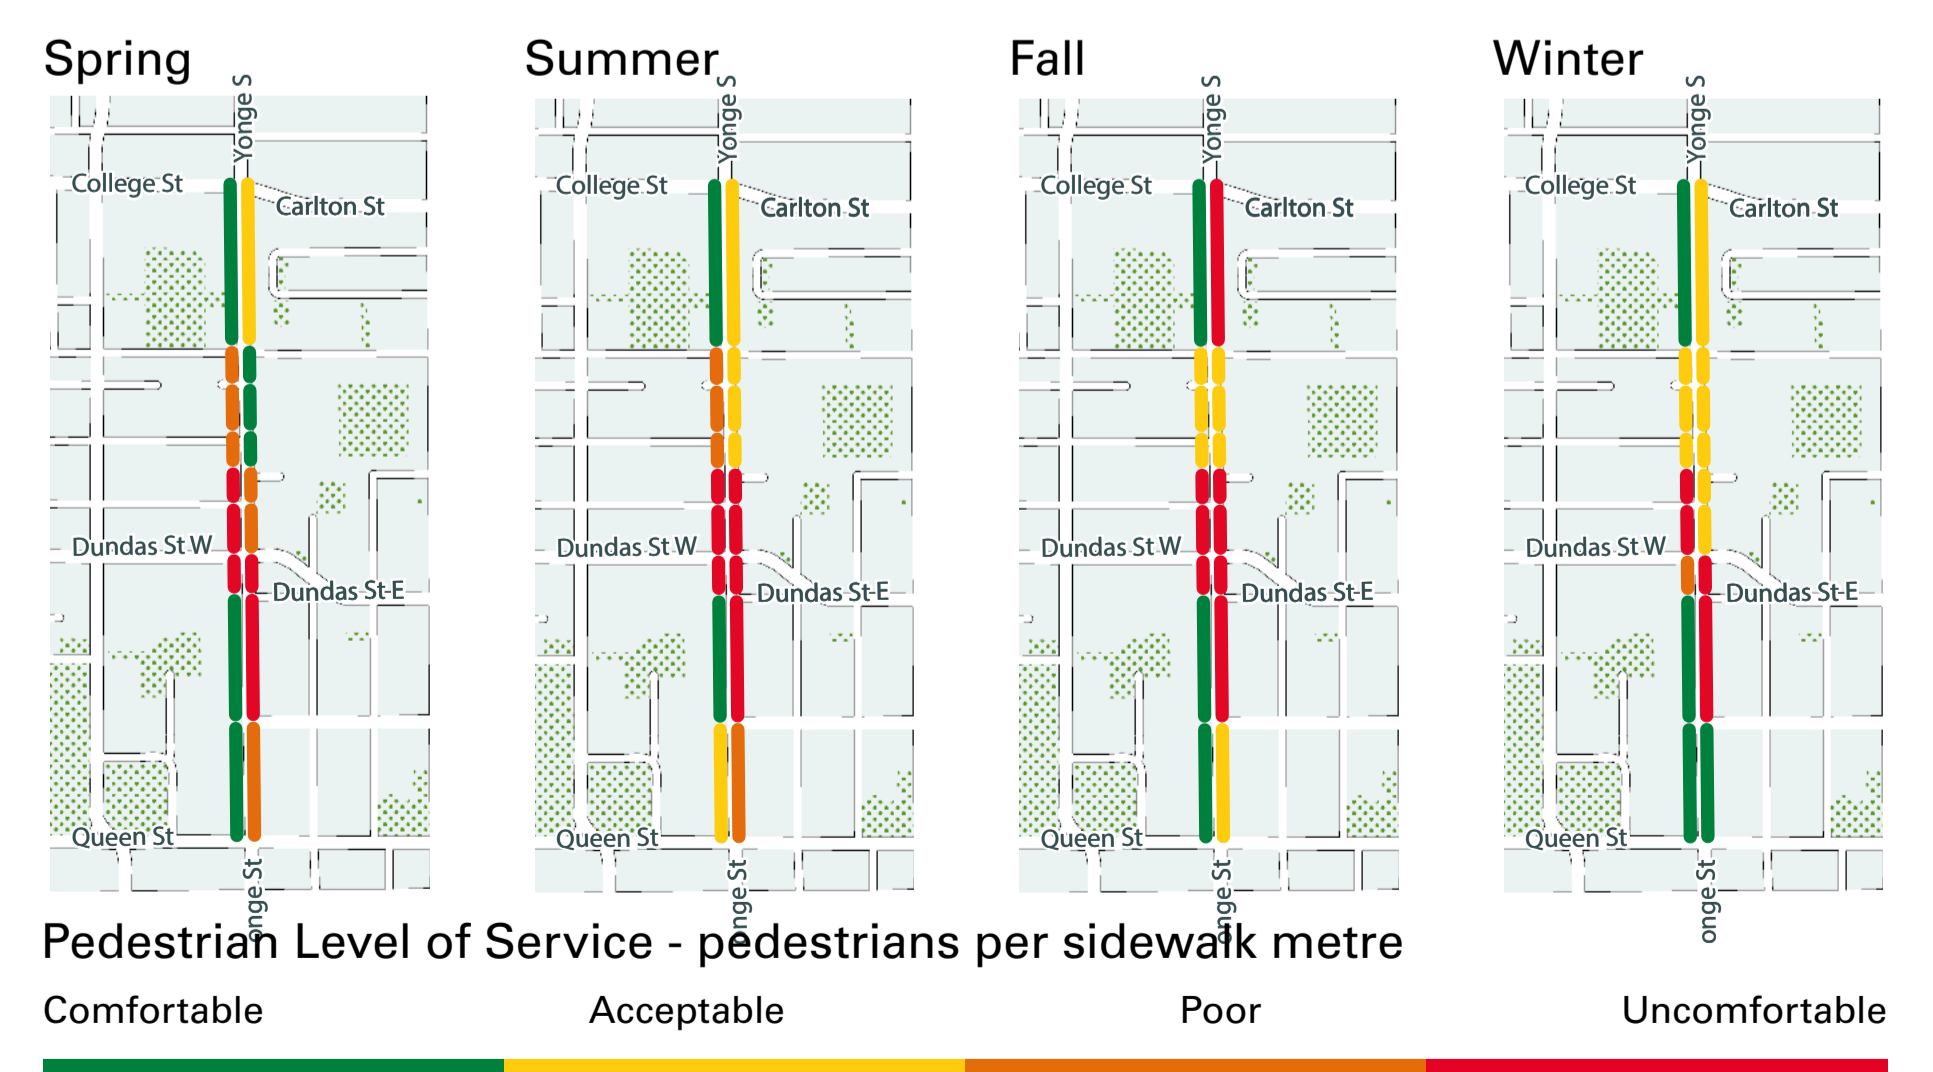 Spring
Summer
Fall
Winter
Yonge S
College St
Carlton St
Dundas St W
Dundas St E
Queen St
onge St
Yonge S
College St
Carlton St
Dundas St W
Dundas St E
Queen St
onge St
Yonge S
College St
Carlton St
Dundas St W
Dundas St E
Queen St
onge St
Yonge S
College St
Carlton St
Dundas St W
Dundas St E
Queen St
onge St
Pedestrian Level of Service - pedestrians per sidewalk metre
Comfortable
Acceptable
Poor
Uncomfortable